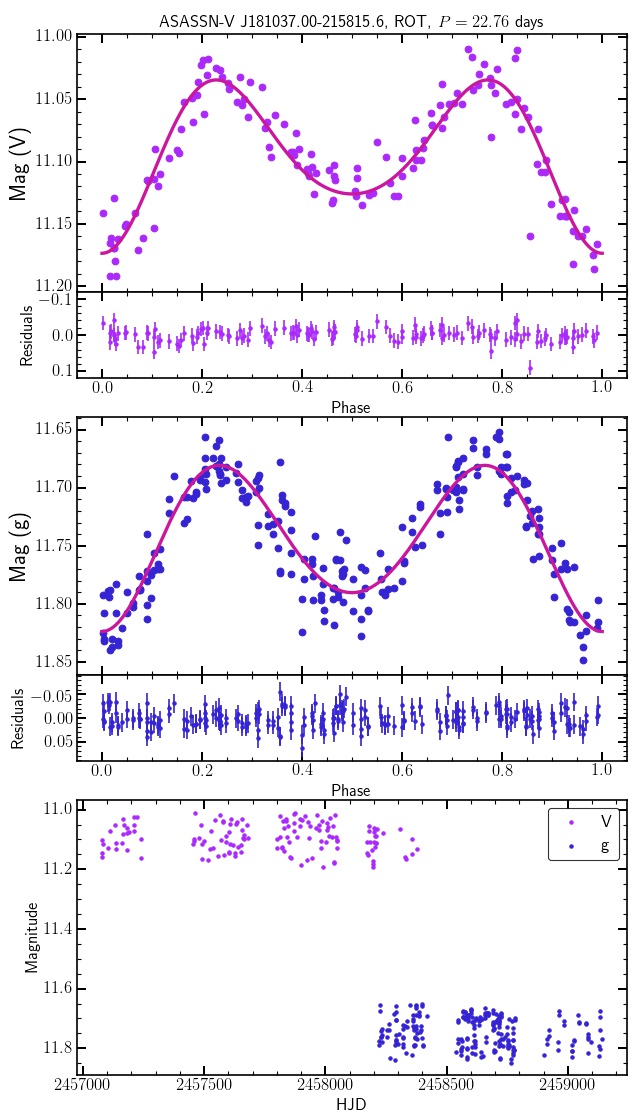 ASASSN-V J181037.00-215815.6, ROT, P = 22.76 days
11.00
11.05
11.10
11.15
11.20
Mag (V)
−0.1
0.0
0.1
Residuals
0.0 0.2 0.4 0.6 0.8 1.0
Phase
11.65
11.70
11.75
11.80
11.85
Mag (g)
−0.05
0.00
0.05
Residuals
0.0 0.2 0.4 0.6 0.8 1.0
Phase
11.0
11.2
11.4
11.6
11.8
Magnitude
V
g
2457000 2457500 2458000 2458500 2459000
HJD